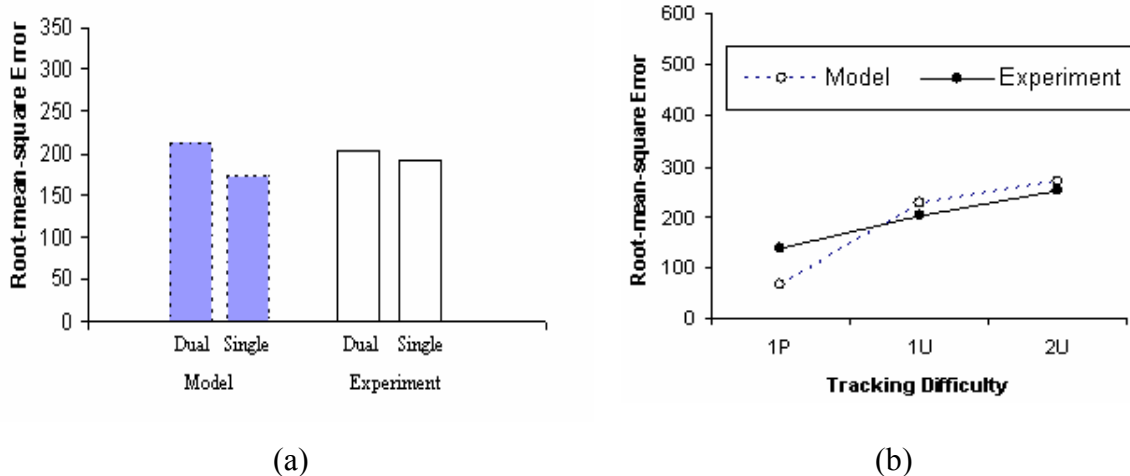 Root-mean-square Error
350
300
250
200
150
100
50
0
Dual Single Dual Single
Model Experiment
(a)
Root-mean-square Error
600
500
400
300
200
100
0
Model Experiment
1P 1U 2U
Tracking Difficulty
(b)